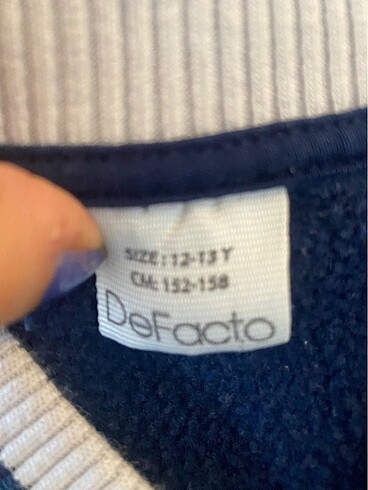 SIZE: 12-13 Y
CM: 152-158
DeFacto